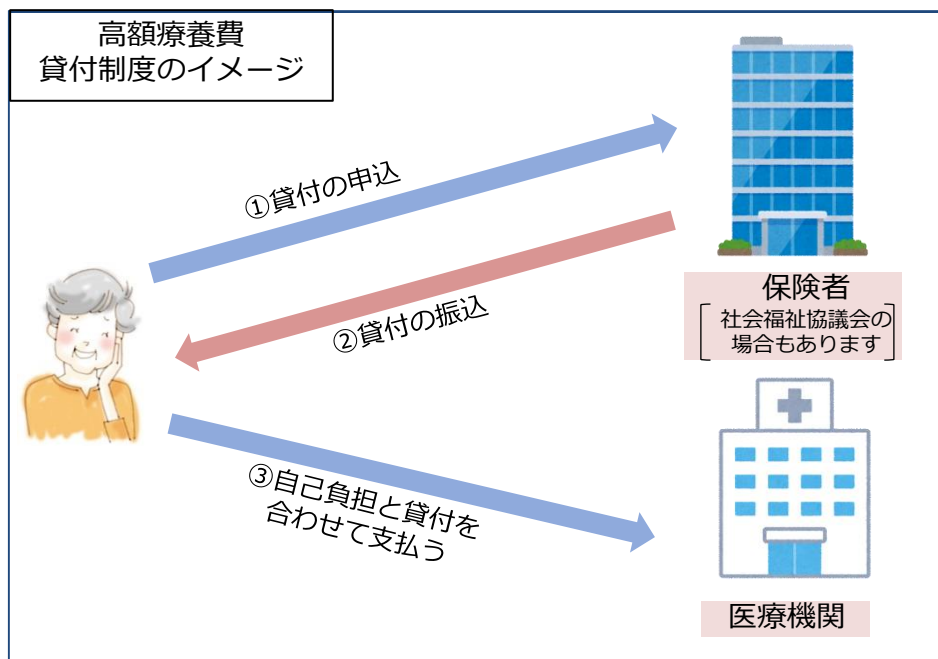 高額療養費
貸付制度のイメージ
①貸付の申込
②貸付の振込
保険者
社会福祉協議会の
場合もあります
③自己負担と貸付を
合わせて支払う
医療機関